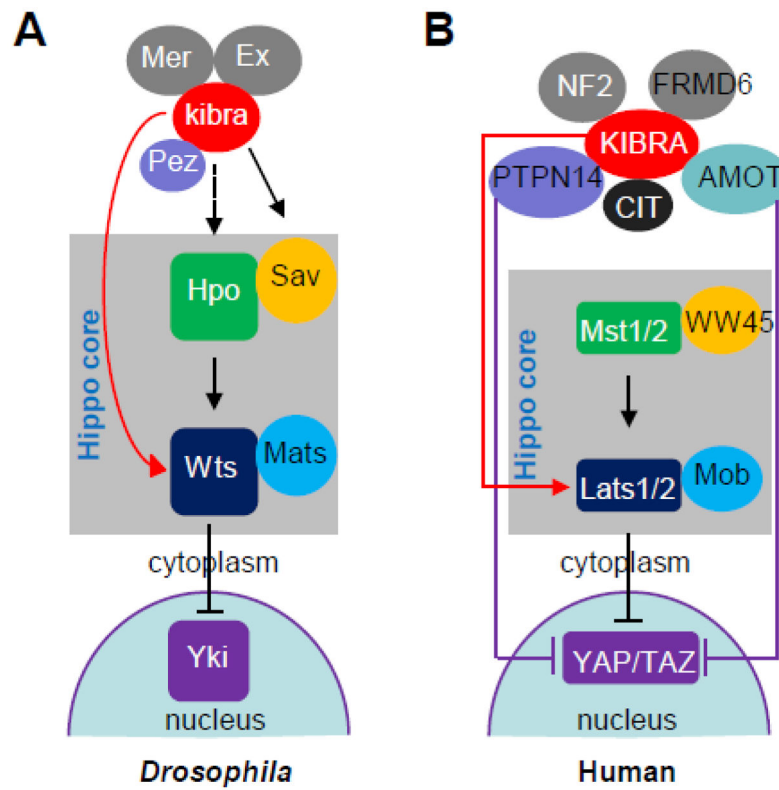 A
Mer
Ex
kibra
Pez
Hpo
Sav
Hippo core
Wts
Mats
cytoplasm
Yki
nucleus
Drosophila
B
NF2
FRMD6
KIBRA
PTPN14
AMOT
CIT
Mst1/2
WW45
Hippo core
Lats1/2
Mob
cytoplasm
YAP/TAZ
nucleus
Human